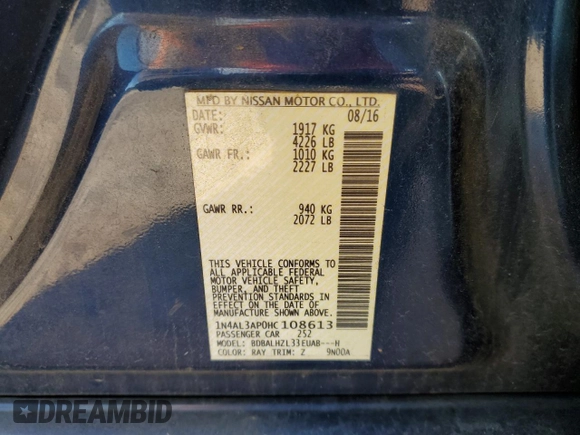 MFD BY NISSAN MOTOR CO., LTD.
DATE: 08/16
GVWR: 1917 KG
4226 LB
GAWR FR.: 1010 KG
2227 LB
GAWR RR.: 940 KG
2072 LB
THIS VEHICLE CONFORMS TO
ALL APPLICABLE FEDERAL
MOTOR VEHICLE SAFETY,
BUMPER, AND THEFT
PREVENTION STANDARDS IN
EFFECT ON THE DATE OF
MANUFACTURE SHOWN ABOVE.
1N4AL3AP0HC108613
PASSENGER CAR 252
MODEL: BDBALHZL33EUAB---H
COLOR: RAY TRIM: Z 9N00A
DREAMBID